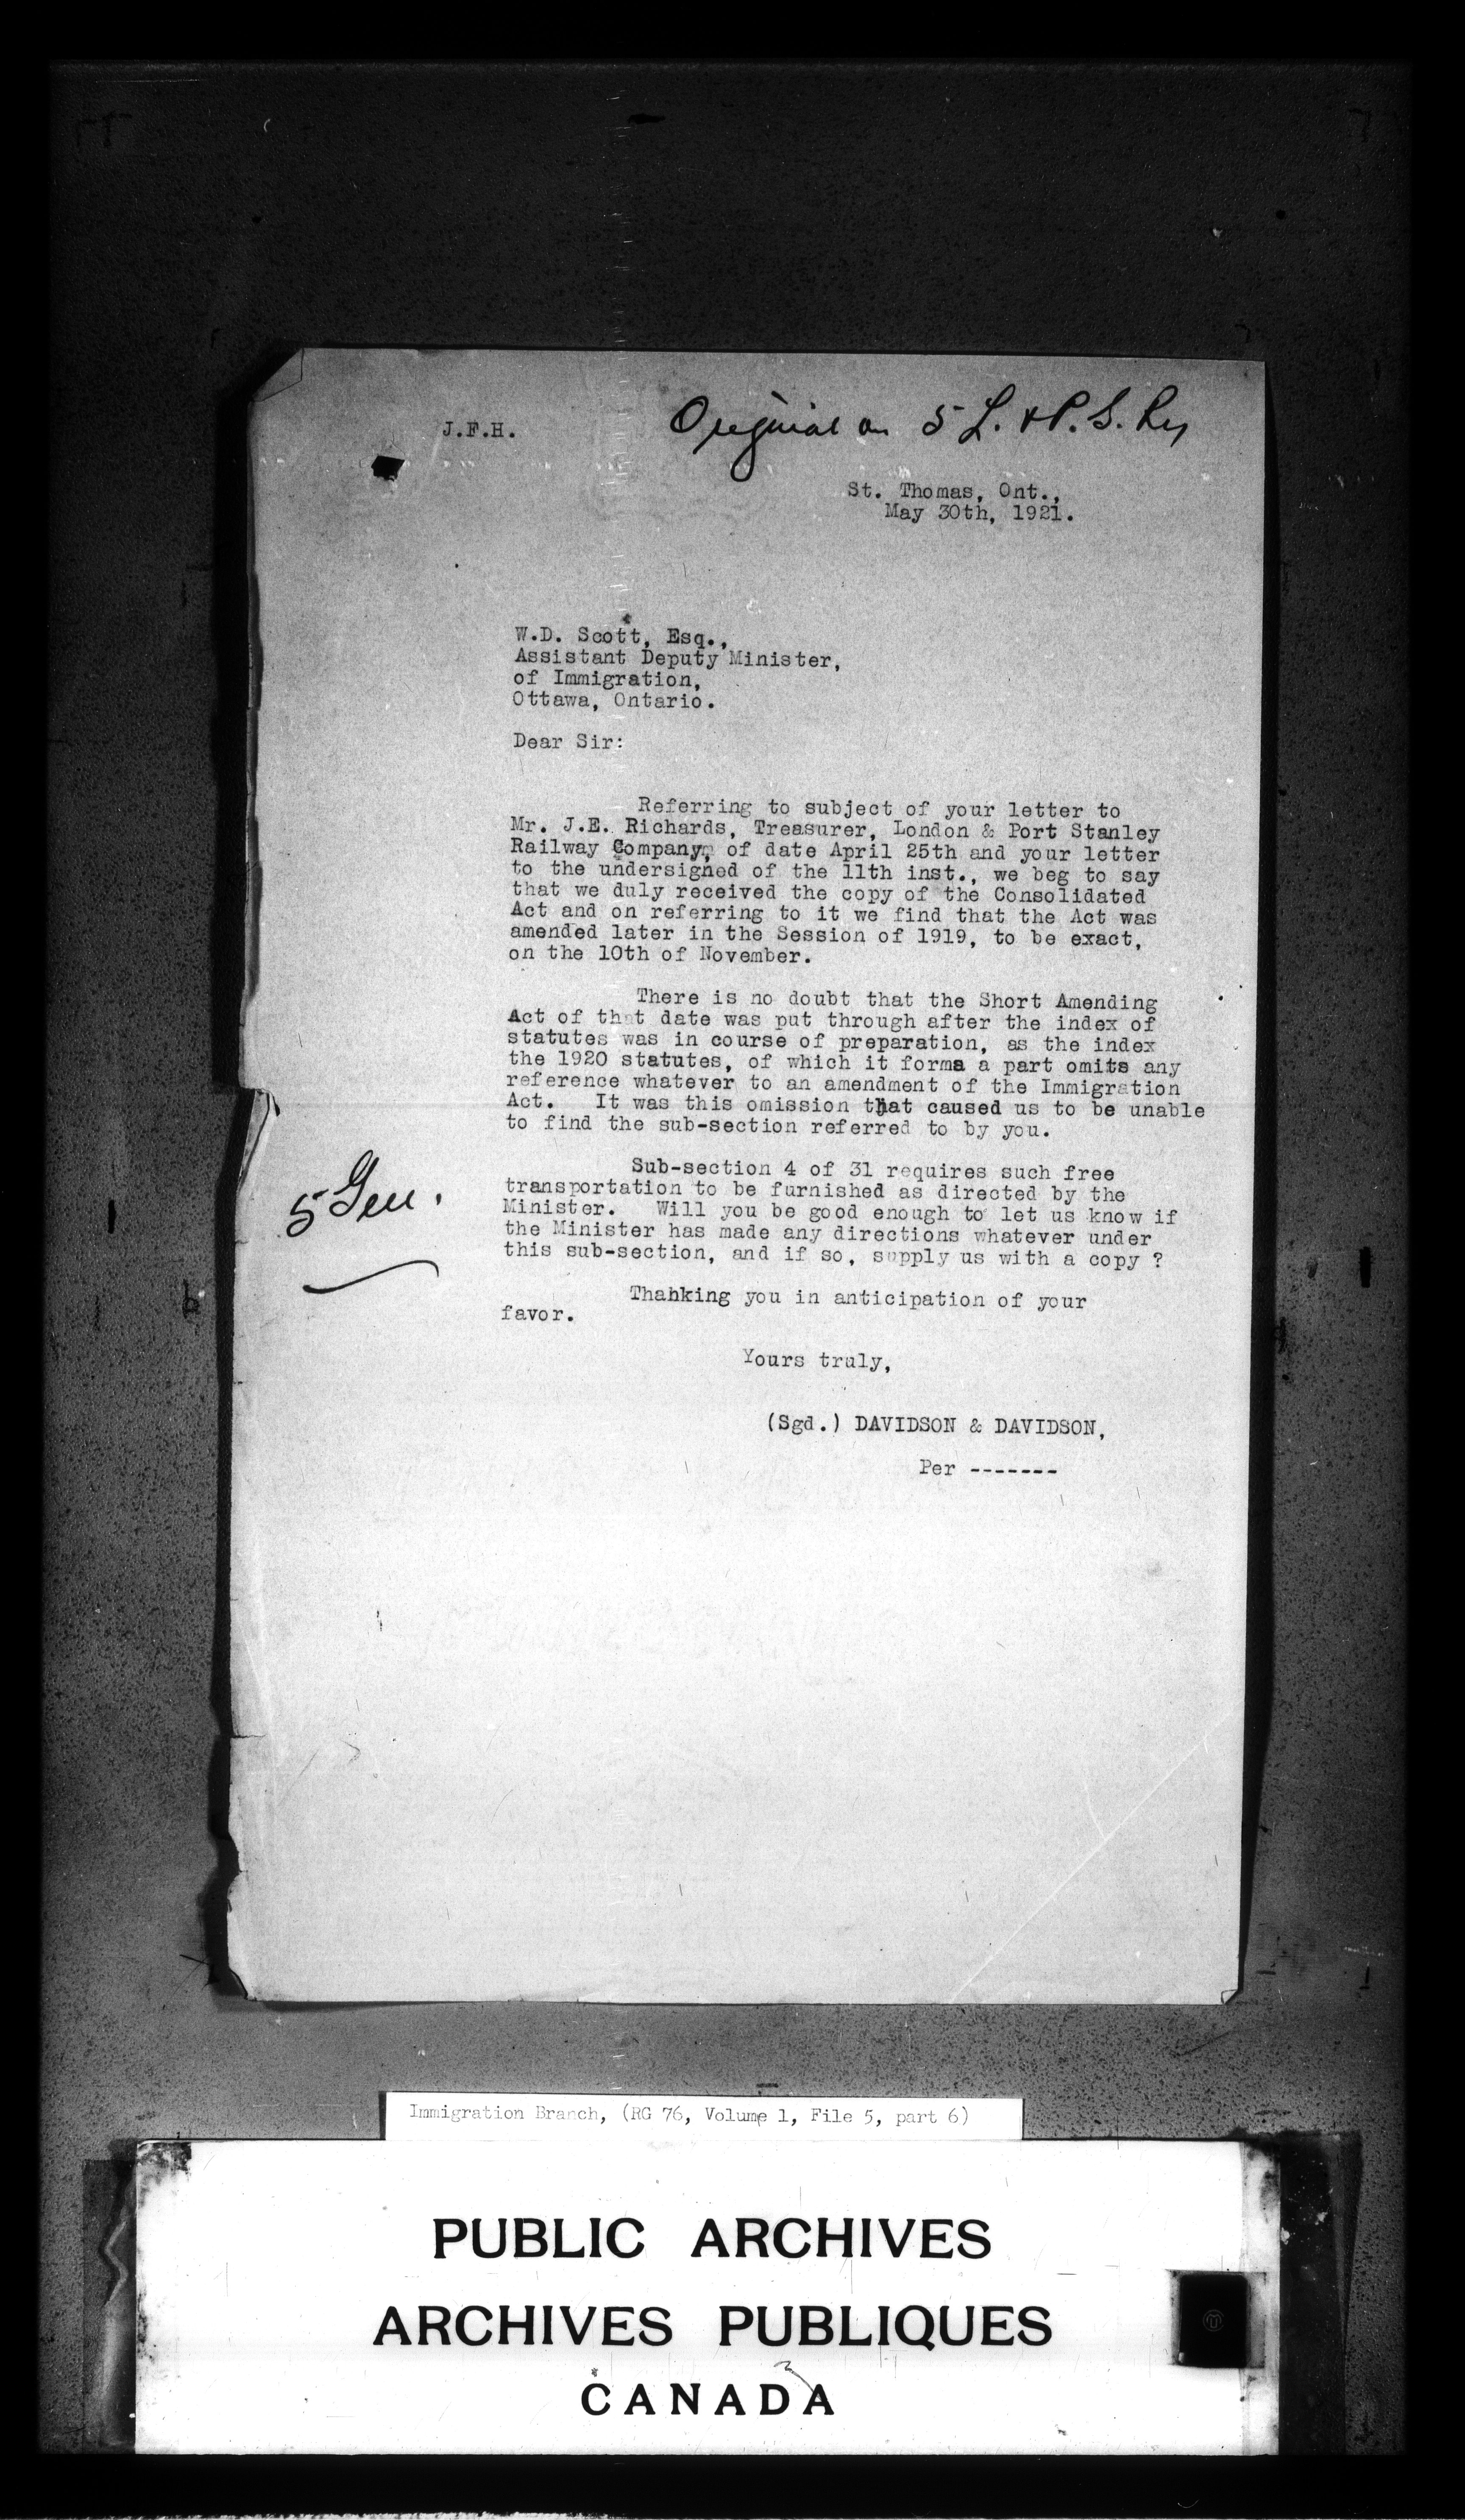 J.F.H.
Original on 5 L. & P. S. Ry
St. Thomas, Ont.,
May 30th, 1921.
W.D. Scott, Esq.,
Assistant Deputy Minister,
of Immigration,
Ottawa, Ontario.
Dear Sir:
Referring to subject of your letter to
Mr. J.E. Richards, Treasurer, London & Port Stanley
Railway Company, of date April 25th and your letter
to the undersigned of the 11th inst., we beg to say
that we duly received the copy of the Consolidated
Act and on referring to it we find that the Act was
amended later in the Session of 1919, to be exact,
on the 10th of November.
There is no doubt that the Short Amending
Act of that date was put through after the index of
statutes was in course of preparation, as the index
the 1920 statutes, of which it forma a part omits any
reference whatever to an amendment of the Immigration
Act. It was this omission that caused us to be unable
to find the sub-section referred to by you.
Sub-section 4 of 31 requires such free
transportation to be furnished as directed by the
Minister. Will you be good enough to let us know if
the Minister has made any directions whatever under
this sub-section, and if so, supply us with a copy ?
5 Gen.
Thahking you in anticipation of your
favor.
Yours truly,
(Sgd.) DAVIDSON & DAVIDSON,
Per -------
Immigration Branch, (RG 76, Volume 1, File 5, part 6)
PUBLIC ARCHIVES
ARCHIVES PUBLIQUES
CANADA